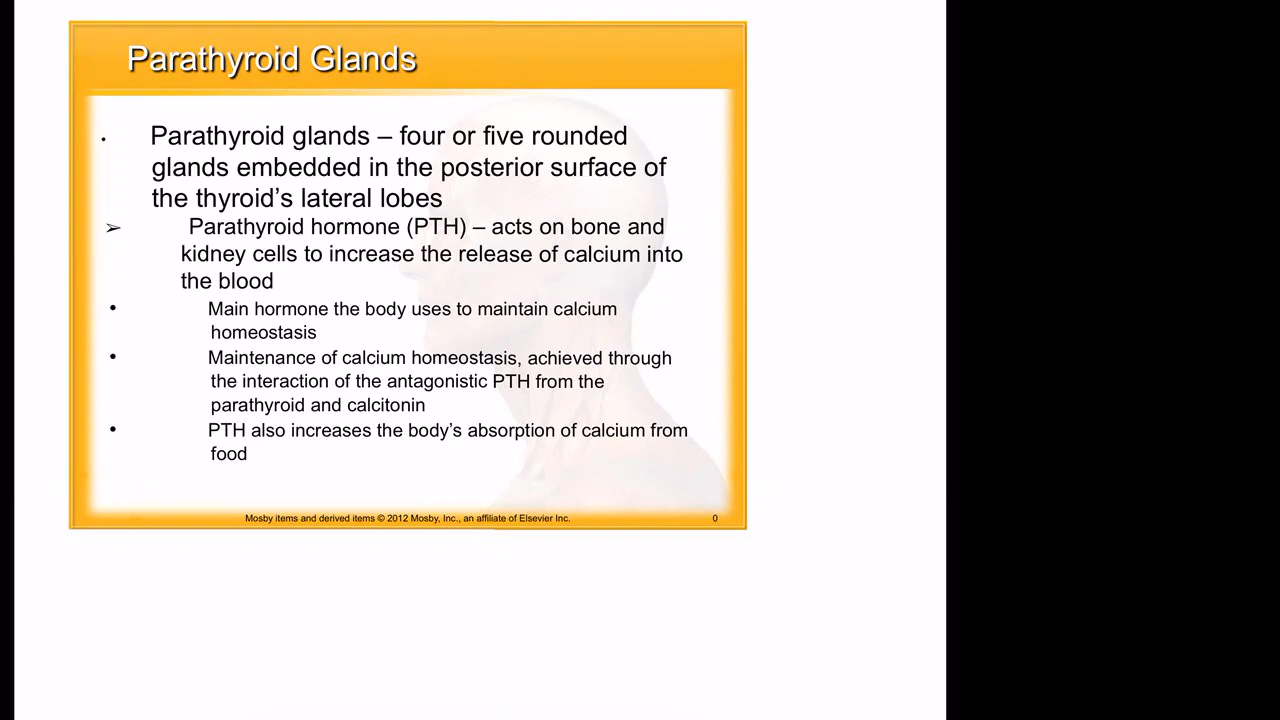 Parathyroid Glands
• Parathyroid glands – four or five rounded
glands embedded in the posterior surface of
the thyroid’s lateral lobes
➢ Parathyroid hormone (PTH) – acts on bone and
kidney cells to increase the release of calcium into
the blood
• Main hormone the body uses to maintain calcium
homeostasis
• Maintenance of calcium homeostasis, achieved through
the interaction of the antagonistic PTH from the
parathyroid and calcitonin
• PTH also increases the body’s absorption of calcium from
food
Mosby items and derived items © 2012 Mosby, Inc., an affiliate of Elsevier Inc. 0